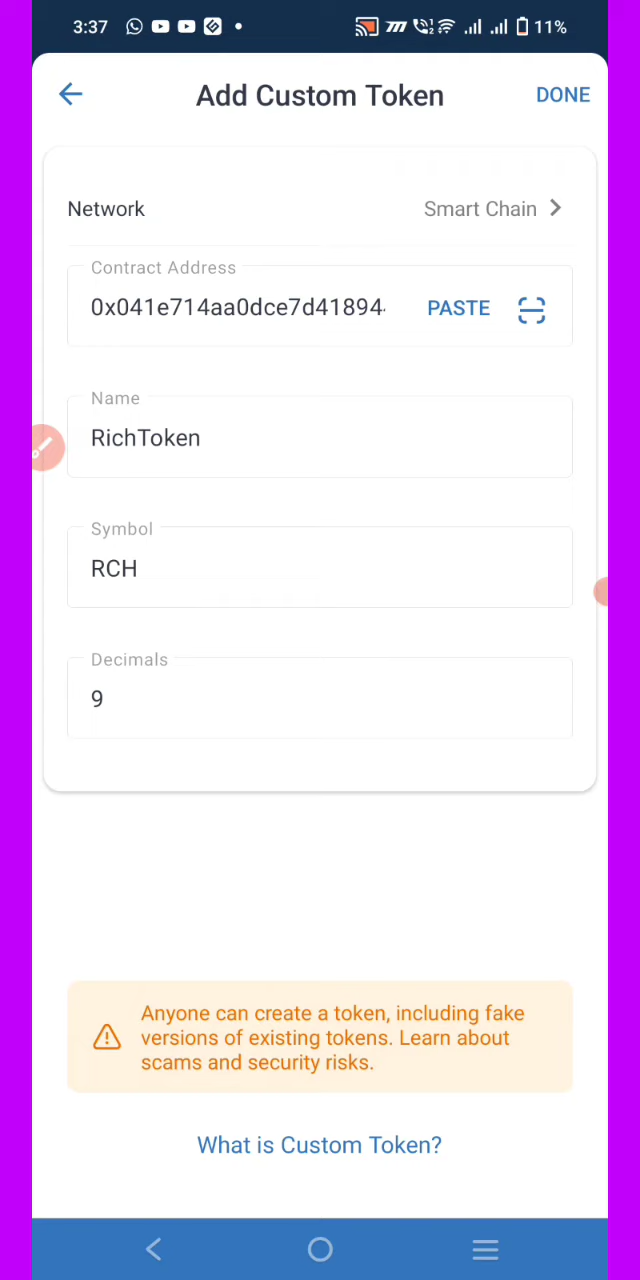 3:37
11%
Add Custom Token
DONE
Network
Smart Chain
Contract Address
0x041e714aa0dce7d41894
PASTE
Name
RichToken
Symbol
RCH
Decimals
9
Anyone can create a token, including fake
versions of existing tokens. Learn about
scams and security risks.
What is Custom Token?